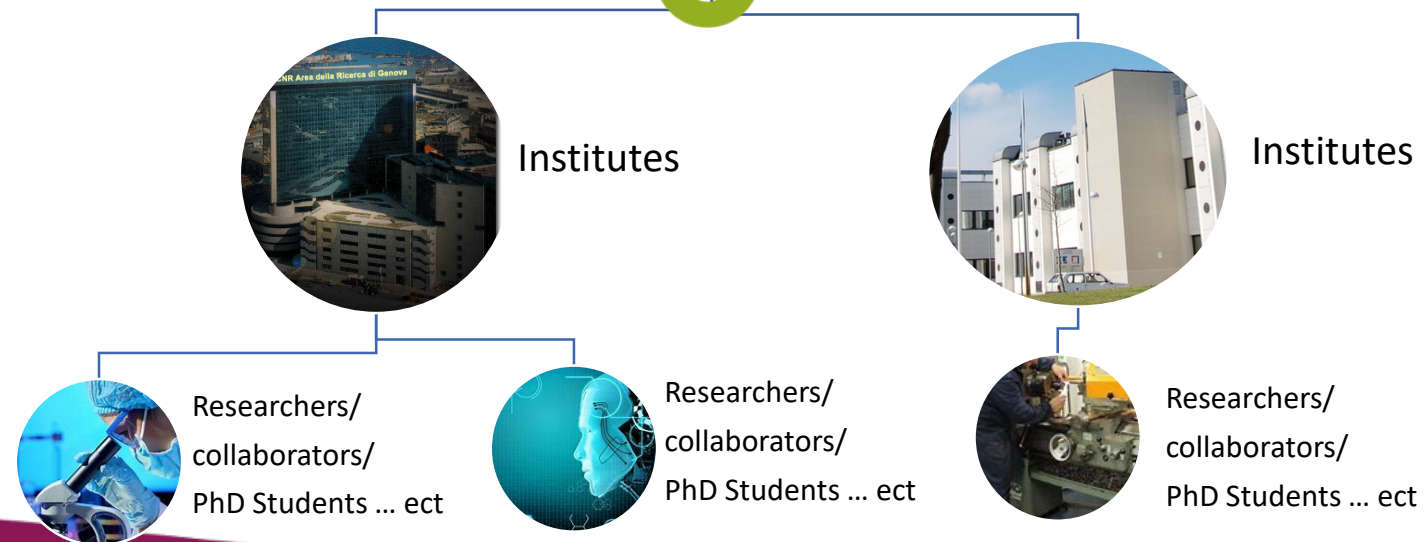 CNR Area della Ricerca di Genova
Institutes
Institutes
Researchers/
collaborators/
PhD Students … ect
Researchers/
collaborators/
PhD Students … ect
Researchers/
collaborators/
PhD Students … ect